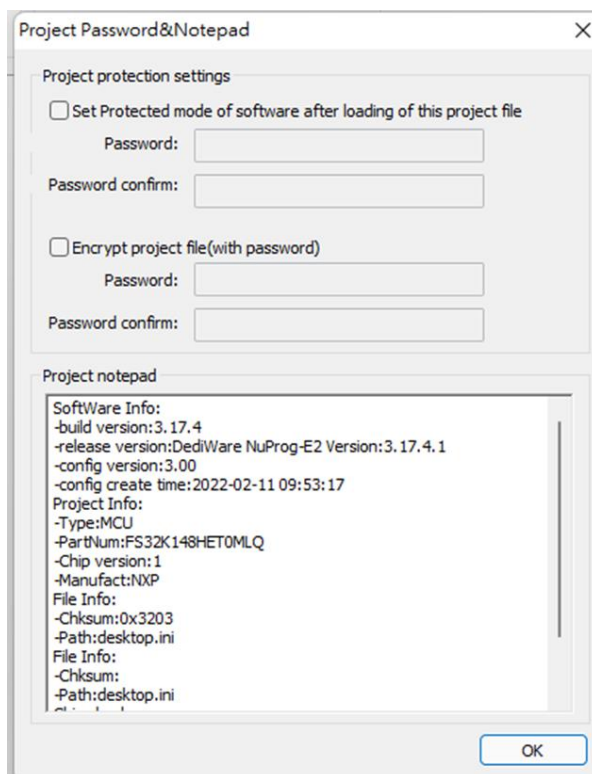 Project Password&Notepad
Project protection settings
Set Protected mode of software after loading of this project file
Password:
Password confirm:
Encrypt project file(with password)
Password:
Password confirm:
Project notepad
SoftWare Info:
-build version:3.17.4
-release version:DediWare NuProg-E2 Version:3.17.4.1
-config version:3.00
-config create time:2022-02-11 09:53:17
Project Info:
-Type:MCU
-PartNum:FS32K148HET0MLQ
-Chip version:1
-Manufact:NXP
File Info:
-Chksum:0x3203
-Path:desktop.ini
File Info:
-Chksum:
-Path:desktop.ini
OK